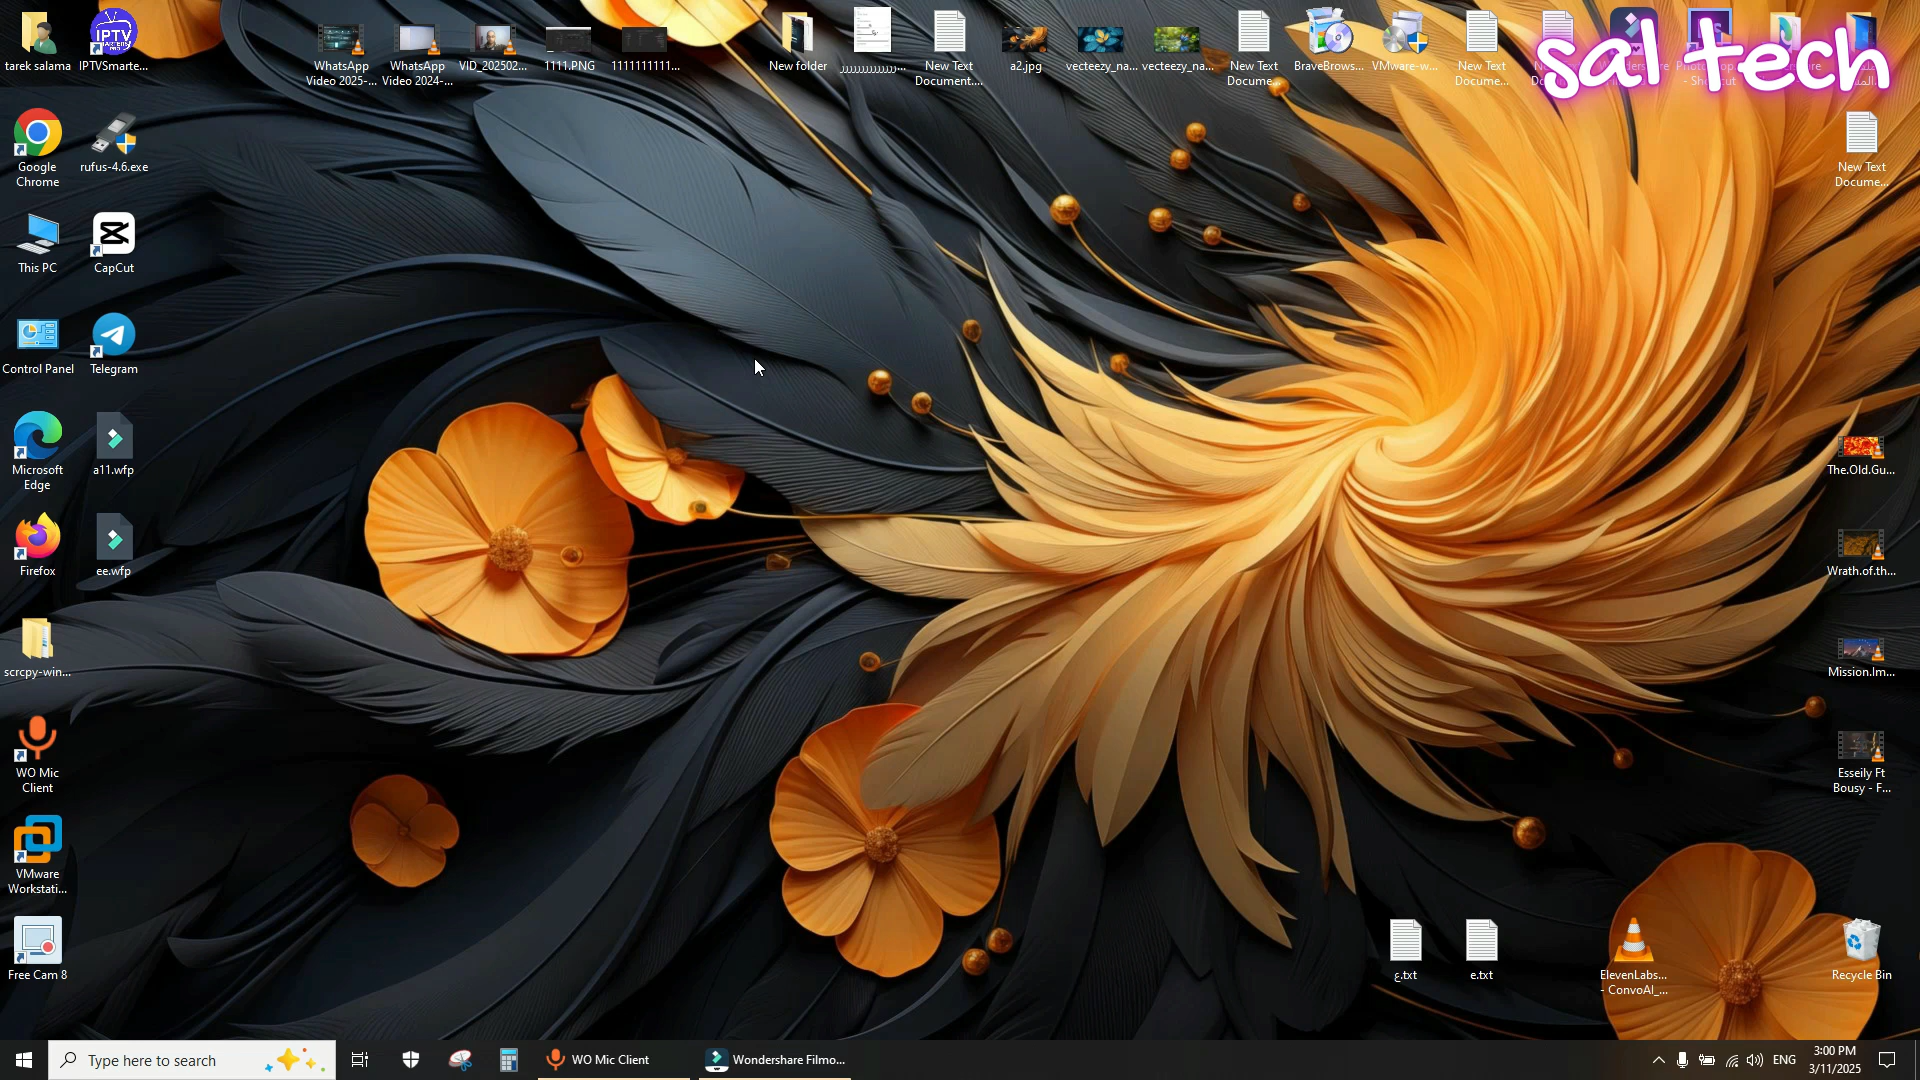 tarek salama
IPTVSmarte...
WhatsApp
Video 2025-...
WhatsApp
Video 2024-...
VID_202502...
1111.PNG
1111111111...
New folder
New Text
Document....
a2.jpg
vecteezy_na...
vecteezy_na...
New Text
Docume...
BraveBrows...
VMware-w...
New Text
Docume...
sal tech
Google
Chrome
rufus-4.6.exe
New Text
Docume...
This PC
CapCut
Control Panel
Telegram
Microsoft
Edge
a11.wfp
The.Old.Gu...
Firefox
ee.wfp
Wrath.of.th...
scrcpy-win...
Mission.Im...
WO Mic
Client
Esseily Ft
Bousy - F...
VMware
Workstati...
Free Cam 8
ع.txt
e.txt
ElevenLabs...
- ConvoAI_...
Recycle Bin
Type here to search
WO Mic Client
Wondershare Filmo...
ENG
3:00 PM
3/11/2025